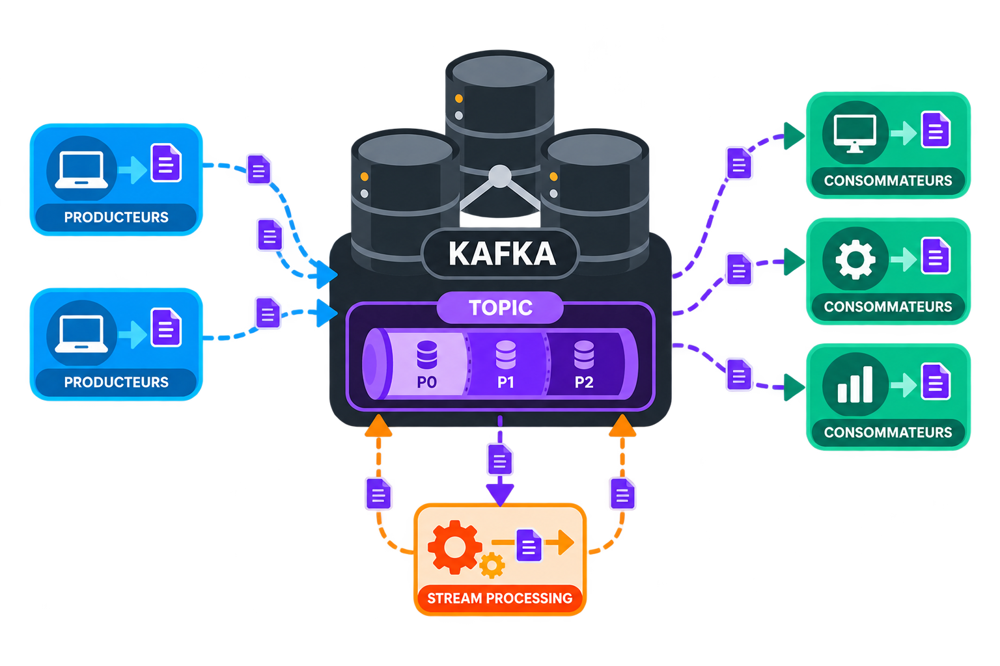 PRODUCTEURS
PRODUCTEURS
KAFKA
TOPIC
P0
P1
P2
CONSOMMATEURS
CONSOMMATEURS
CONSOMMATEURS
STREAM PROCESSING